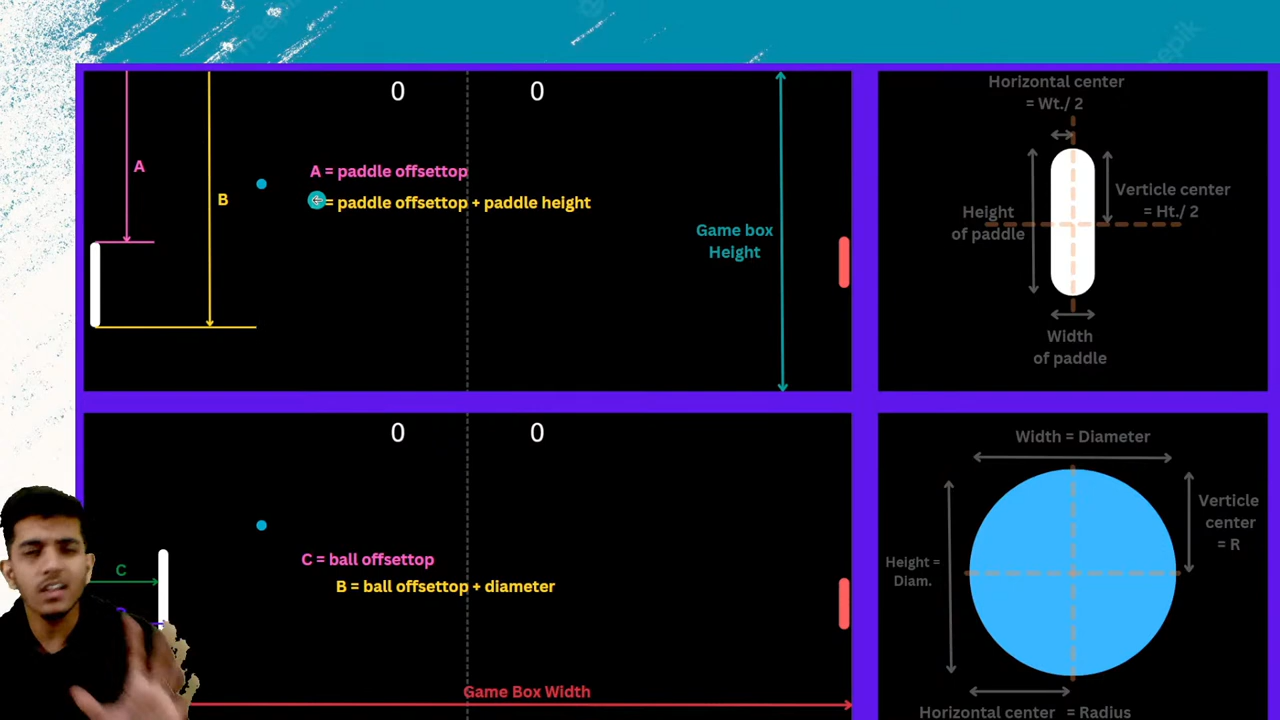 0 0
Horizontal center
= Wt./ 2
A
A = paddle offsettop
B
= paddle offsettop + paddle height
Game box
Height
Height
of paddle
Verticle center
= Ht./ 2
Width
of paddle
0 0
Width = Diameter
C
C = ball offsettop
B = ball offsettop + diameter
Height =
Diam.
Verticle
center
= R
Game Box Width
Horizontal center = Radius